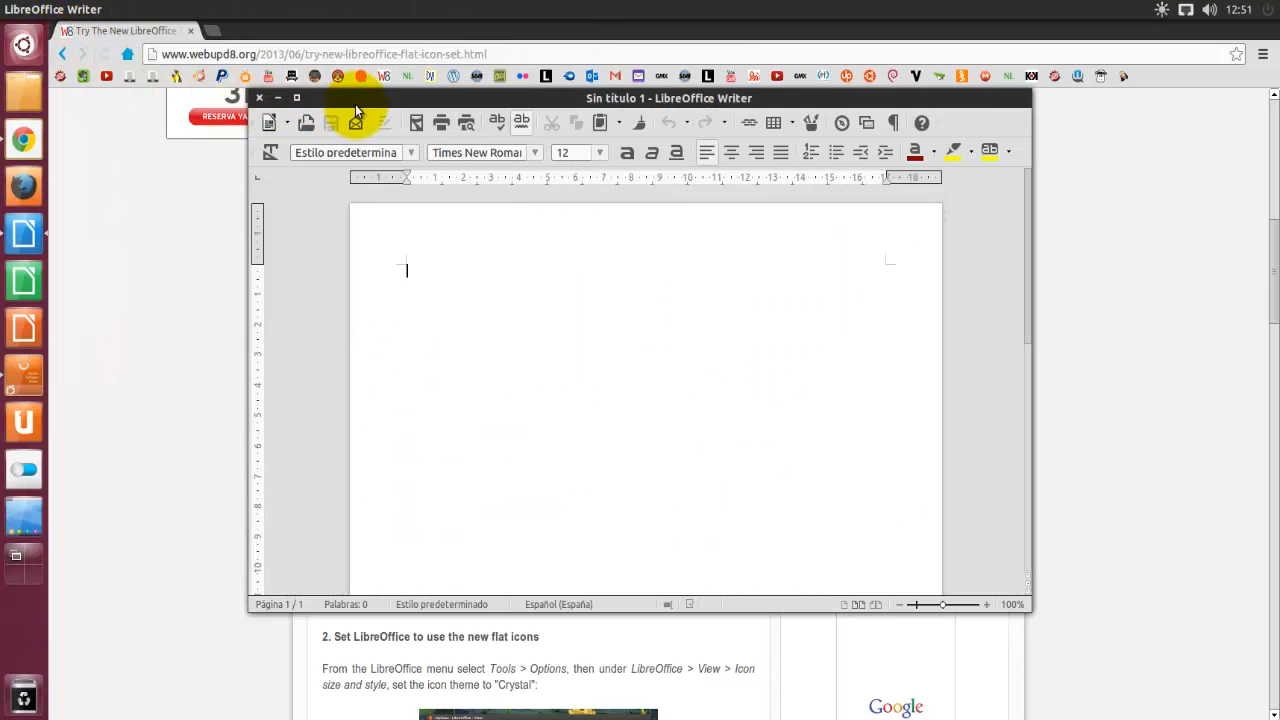 LibreOffice Writer
12:51
Try The New LibreOffice
www.webupd8.org/2013/06/try-new-libreoffice-flat-icon-set.html
RESERVA YA
Sin título 1 - LibreOffice Writer
Estilo predetermina
Times New Roman
12
Página 1 / 1
Palabras: 0
Estilo predeterminado
Español (España)
100%
2. Set LibreOffice to use the new flat icons
From the LibreOffice menu select Tools > Options, then under LibreOffice > View > Icon
size and style, set the icon theme to "Crystal":
Google